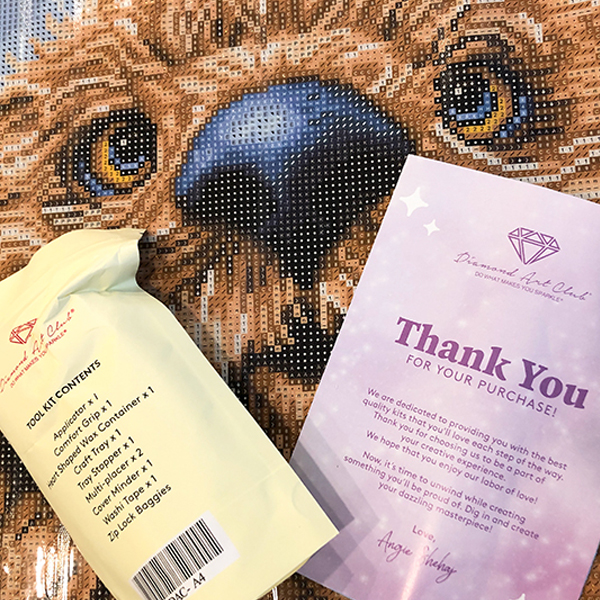 Diamond Art Club
DO WHAT MAKES YOU SPARKLE™
TOOL KIT CONTENTS
Applicator x 1
Comfort Grip x 1
Shaped Wax Container x 1
Craft Tray x 1
Tray Stopper x 1
Multi-placer x 2
Cover Minder x 1
Washi Tape x 1
Zip Lock Baggies
A4
Diamond Art Club®
DO WHAT MAKES YOU SPARKLE™
Thank You
FOR YOUR PURCHASE!
We are dedicated to providing you with the best
quality kits that you'll love each step of the way.
Thank you for choosing us to be a part of
your creative experience.
We hope that you enjoy our labor of love!
Now, it's time to unwind while creating
something you'll be proud of. Dig in and create
your dazzling masterpiece!
Love,
Angie Shehaj